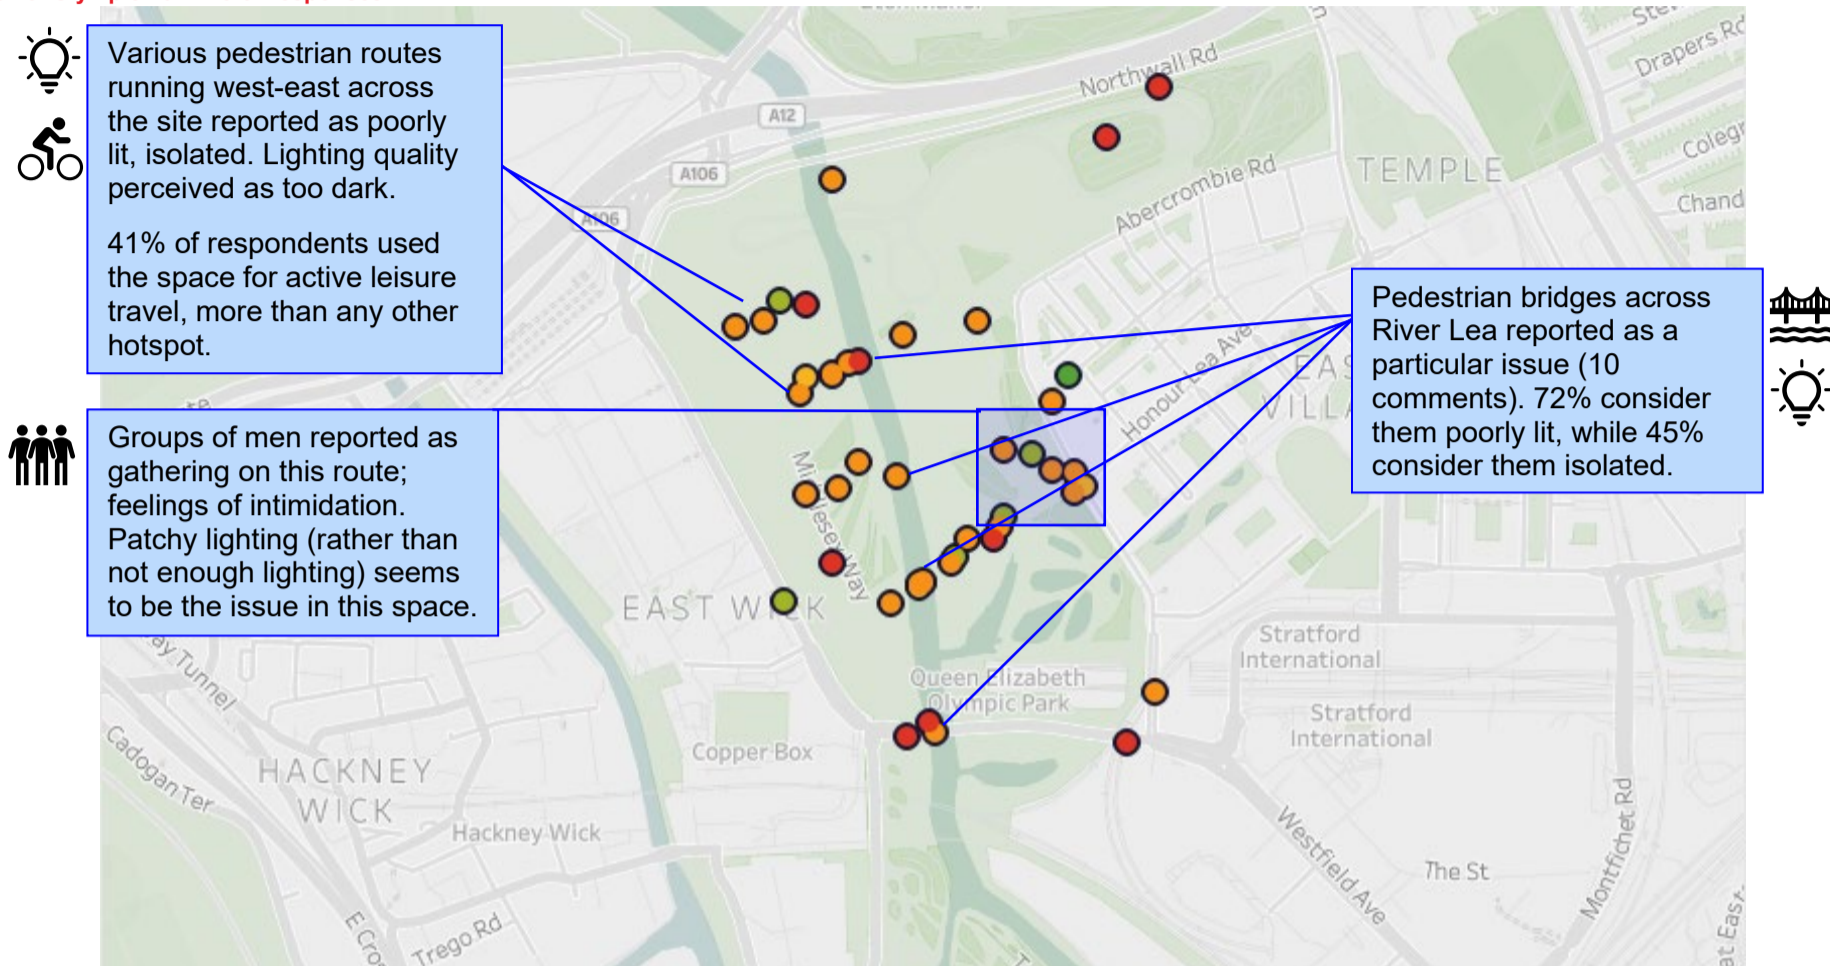 Various pedestrian routes
running west-east across
the site reported as poorly
lit, isolated. Lighting quality
perceived as too dark.
41% of respondents used
the space for active leisure
travel, more than any other
hotspot.
Groups of men reported as
gathering on this route;
feelings of intimidation.
Patchy lighting (rather than
not enough lighting) seems
to be the issue in this space.
Pedestrian bridges across
River Lea reported as a
particular issue (10
comments). 72% consider
them poorly lit, while 45%
consider them isolated.
Northwall Rd
Drapers Rd
A12
A106
A106
TEMPLE
Abercrombie Rd
Chand
Honour Lea Ave
EAS
VILLA
EAST WICK
Stratford
International
Queen Elizabeth
Olympic Park
Stratford
International
Copper Box
HACKNEY
WICK
Cadogan Ter
Hackney Wick
Westfield Ave
The St
Montfichet Rd
Trego Rd
E Cro